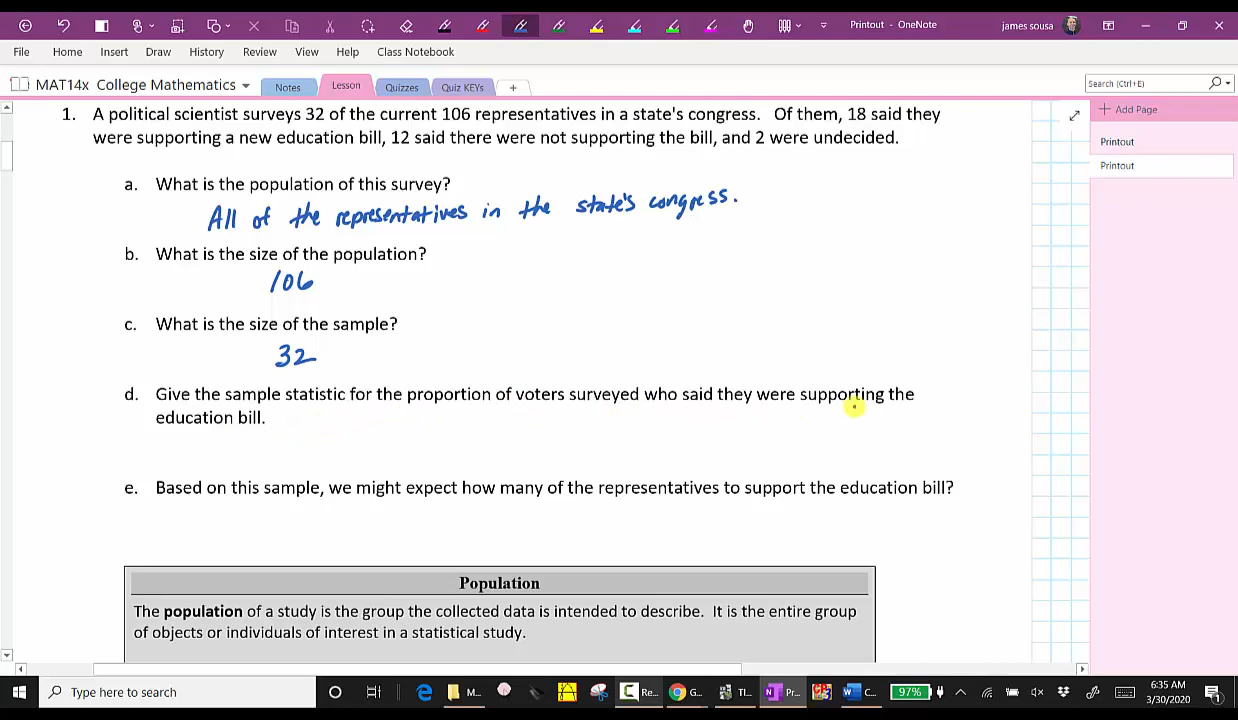 Printout - OneNote
james sousa
File Home Insert Draw History Review View Help Class Notebook
MAT14x College Mathematics Notes Lesson Quizzes Quiz KEYs +
Search (Ctrl+E)
Add Page
Printout
Printout
1. A political scientist surveys 32 of the current 106 representatives in a state's congress. Of them, 18 said they
were supporting a new education bill, 12 said there were not supporting the bill, and 2 were undecided.
a. What is the population of this survey?
All of the representatives in the state's congress.
b. What is the size of the population?
106
c. What is the size of the sample?
32
d. Give the sample statistic for the proportion of voters surveyed who said they were supporting the
education bill.
e. Based on this sample, we might expect how many of the representatives to support the education bill?
Population
The population of a study is the group the collected data is intended to describe. It is the entire group
of objects or individuals of interest in a statistical study.
Type here to search
M... Re... G... TI... Pr... C... 97%
6:35 AM
3/30/2020
1